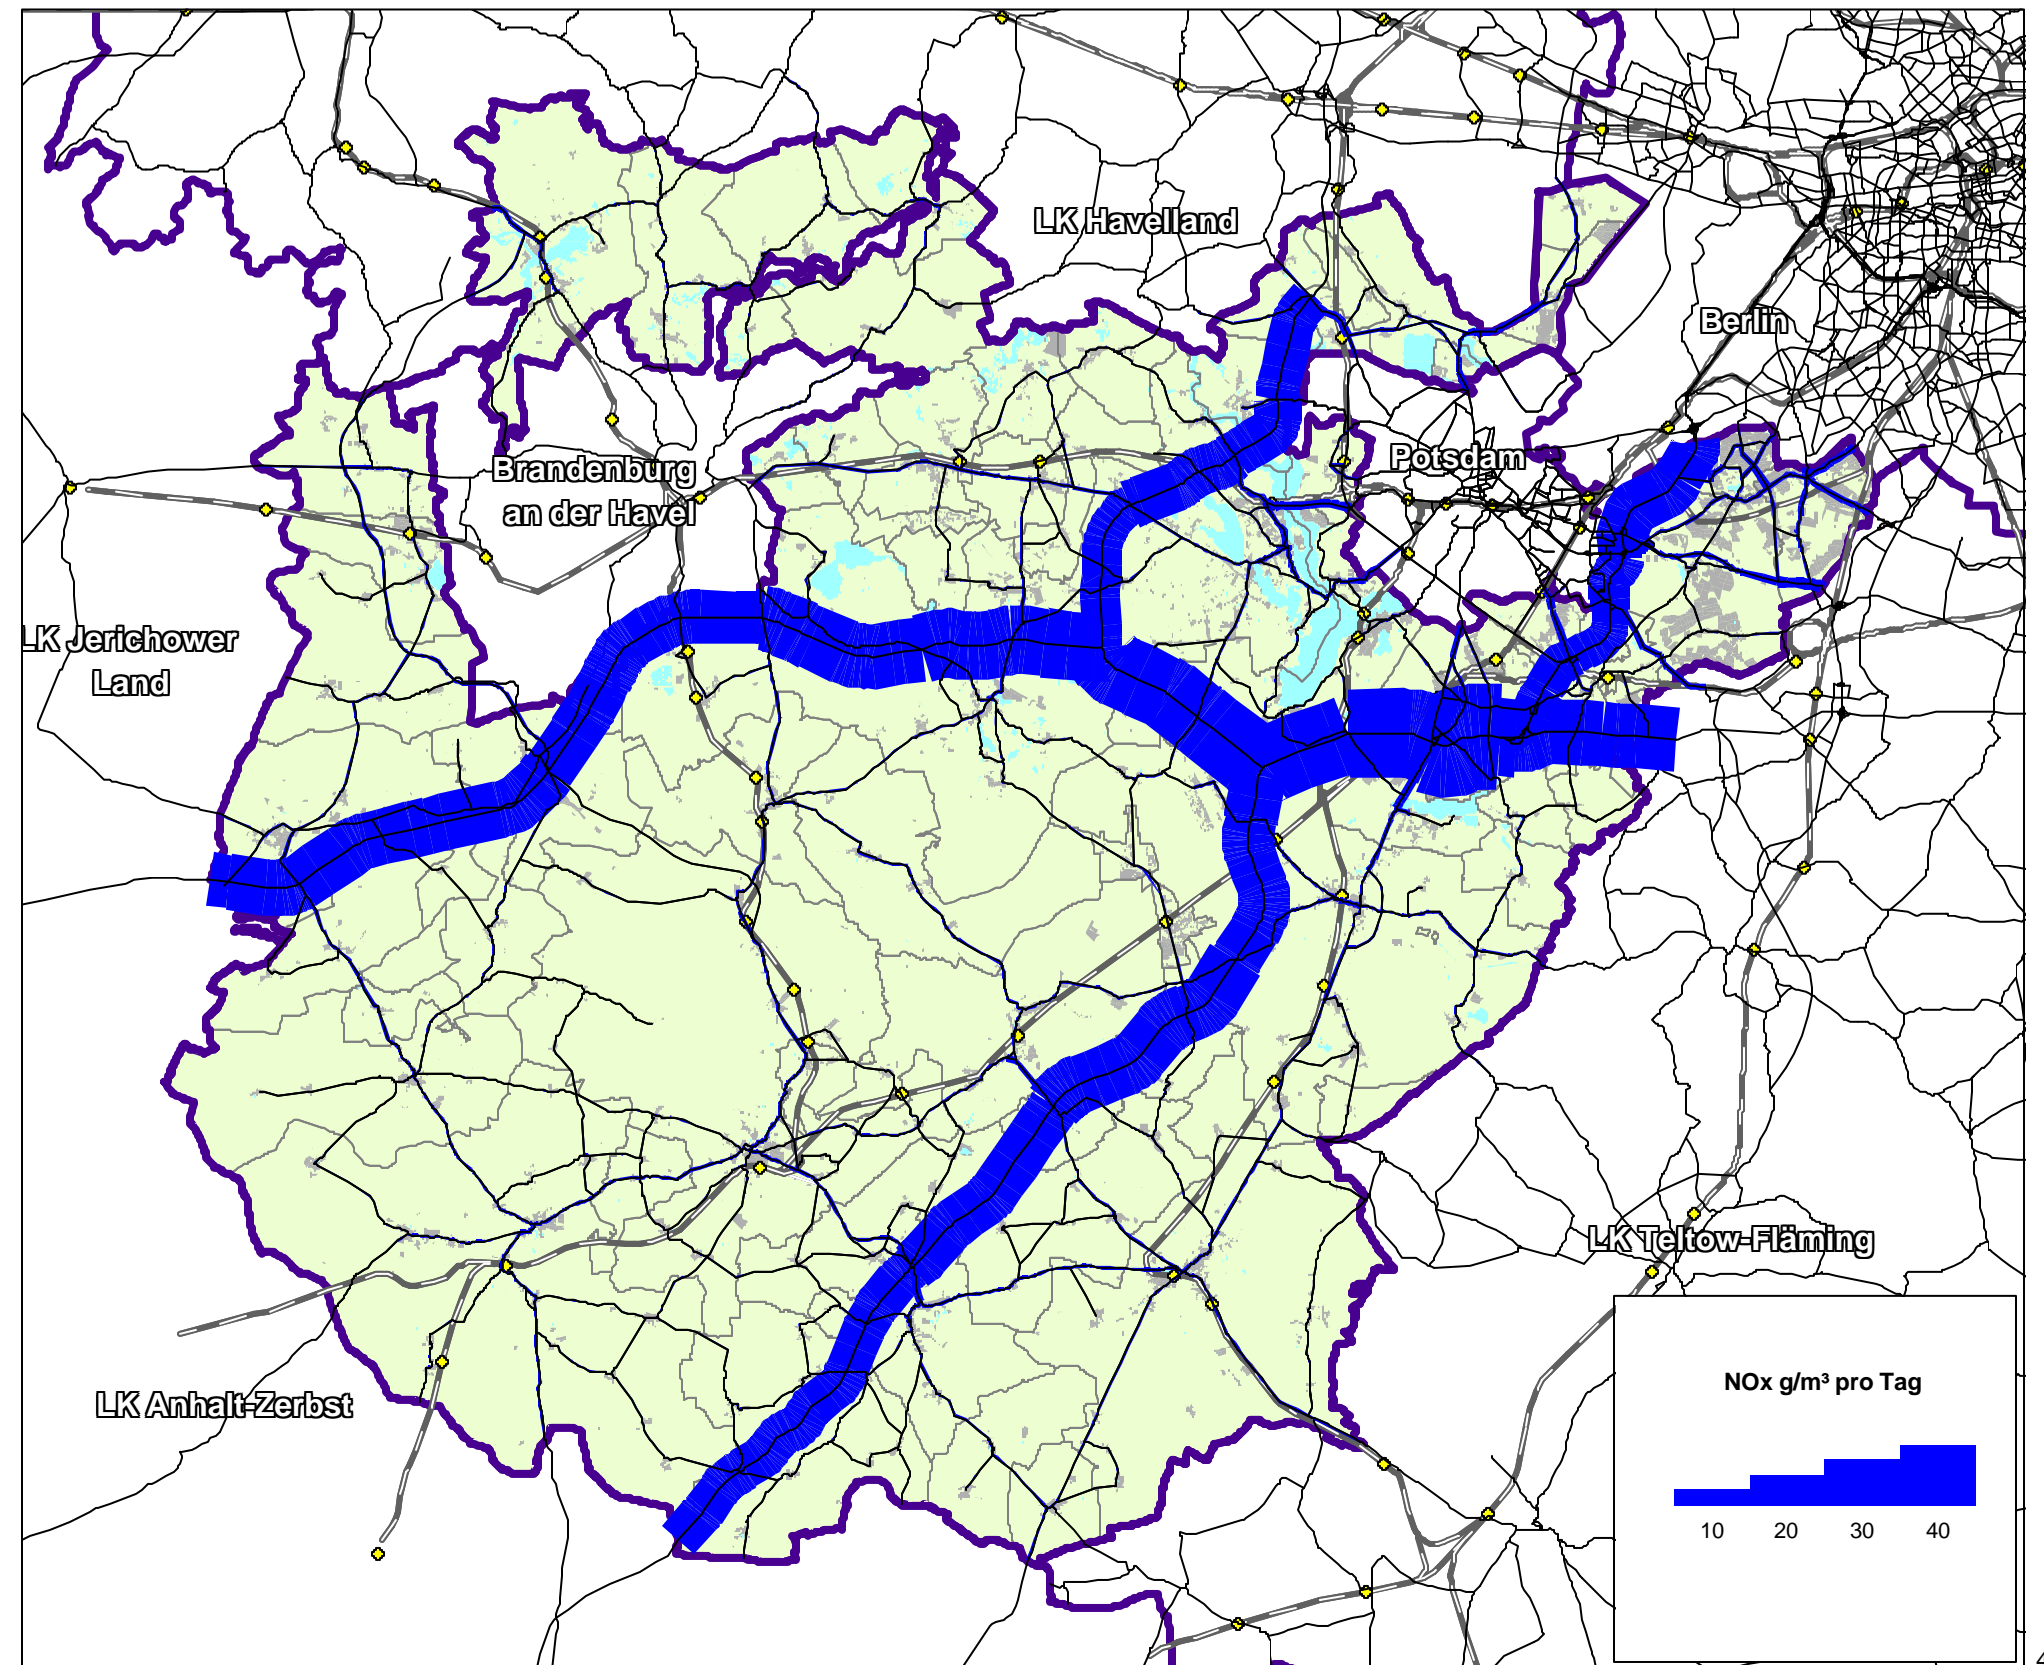 LK Havelland
Berlin
Brandenburg
an der Havel
Potsdam
LK Jerichower
Land
LK Teltow-Fläming
LK Anhalt-Zerbst
NOx g/m³ pro Tag
10 20 30 40